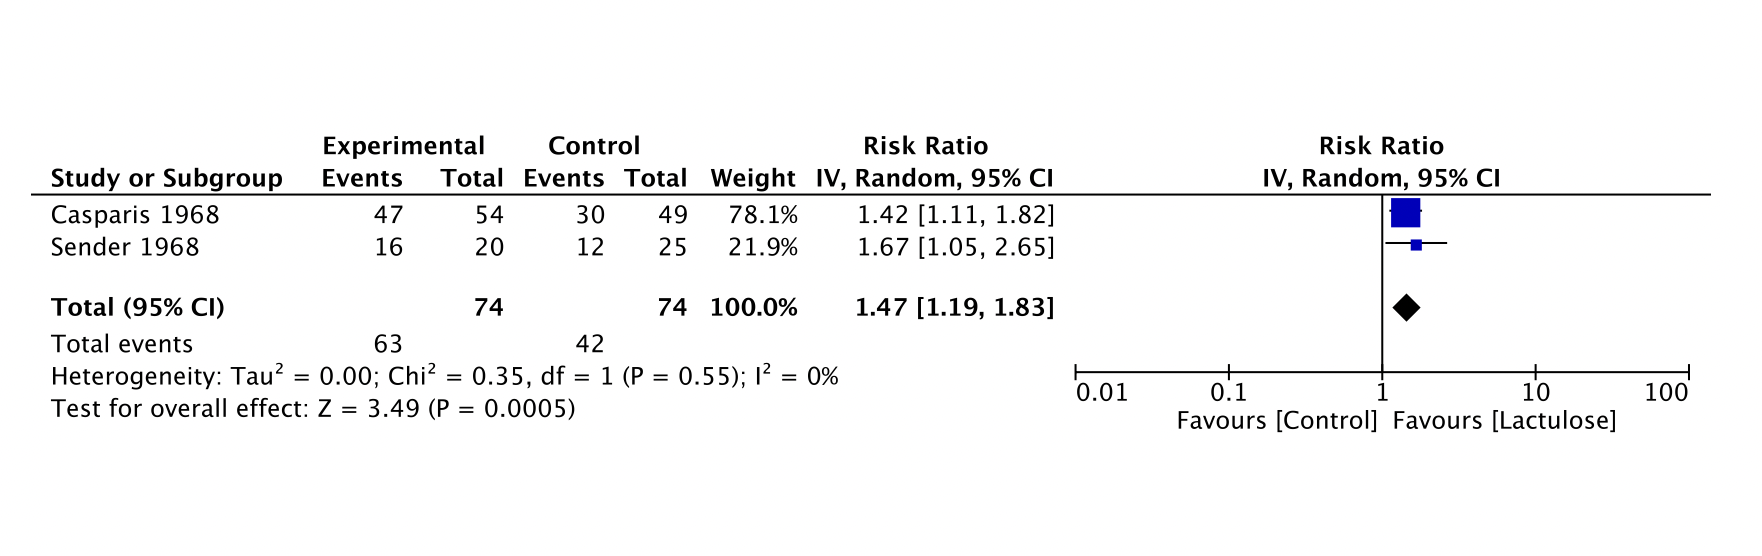 Experimental Control Risk Ratio Risk Ratio
Study or Subgroup Events Total Events Total Weight IV, Random, 95% CI IV, Random, 95% CI
Casparis 1968 47 54 30 49 78.1% 1.42 [1.11, 1.82]
Sender 1968 16 20 12 25 21.9% 1.67 [1.05, 2.65]
Total (95% CI) 74 74 100.0% 1.47 [1.19, 1.83]
Total events 63 42
Heterogeneity: Tau² = 0.00; Chi² = 0.35, df = 1 (P = 0.55); I² = 0%
Test for overall effect: Z = 3.49 (P = 0.0005)
0.01 0.1 1 10 100
Favours [Control] Favours [Lactulose]